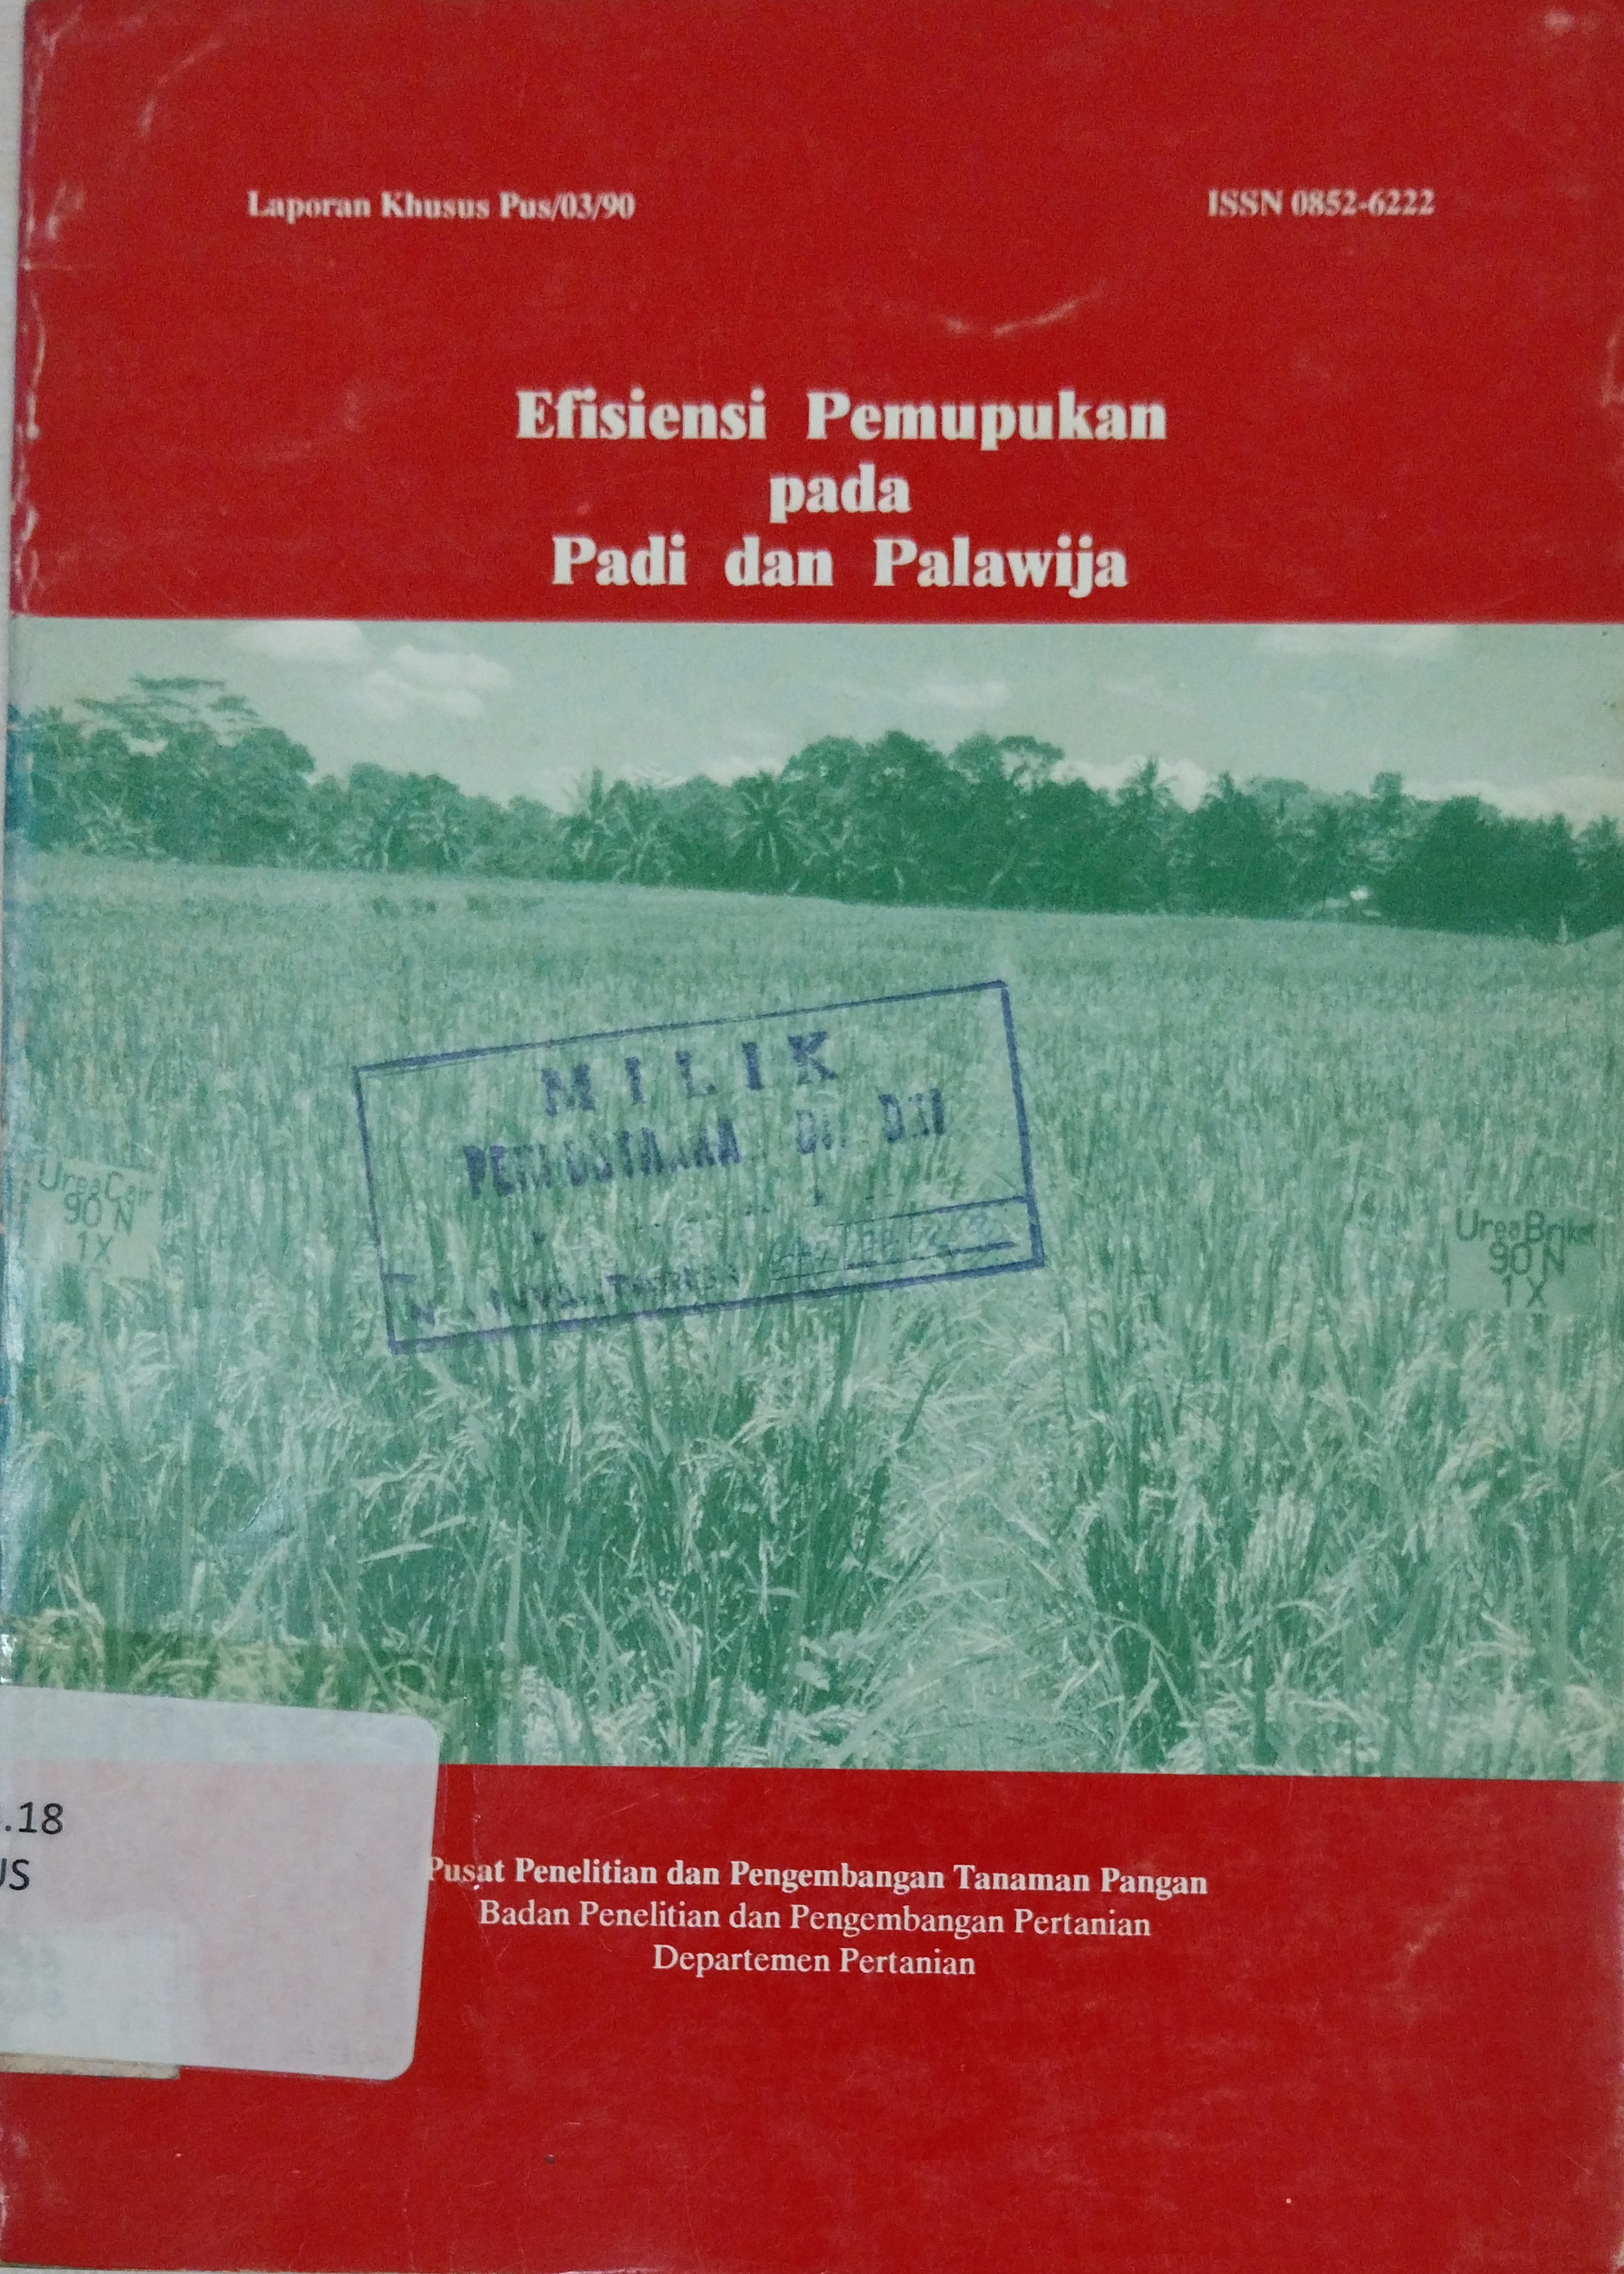 Laporan Khusus Pus/03/90
ISSN 0852-6222
Efisiensi Pemupukan
pada
Padi dan Palawija
MILIK
Urea Cair
90 N
1X
Urea Briket
90 N
1 X
.18
US
Pusat Penelitian dan Pengembangan Tanaman Pangan
Badan Penelitian dan Pengembangan Pertanian
Departemen Pertanian